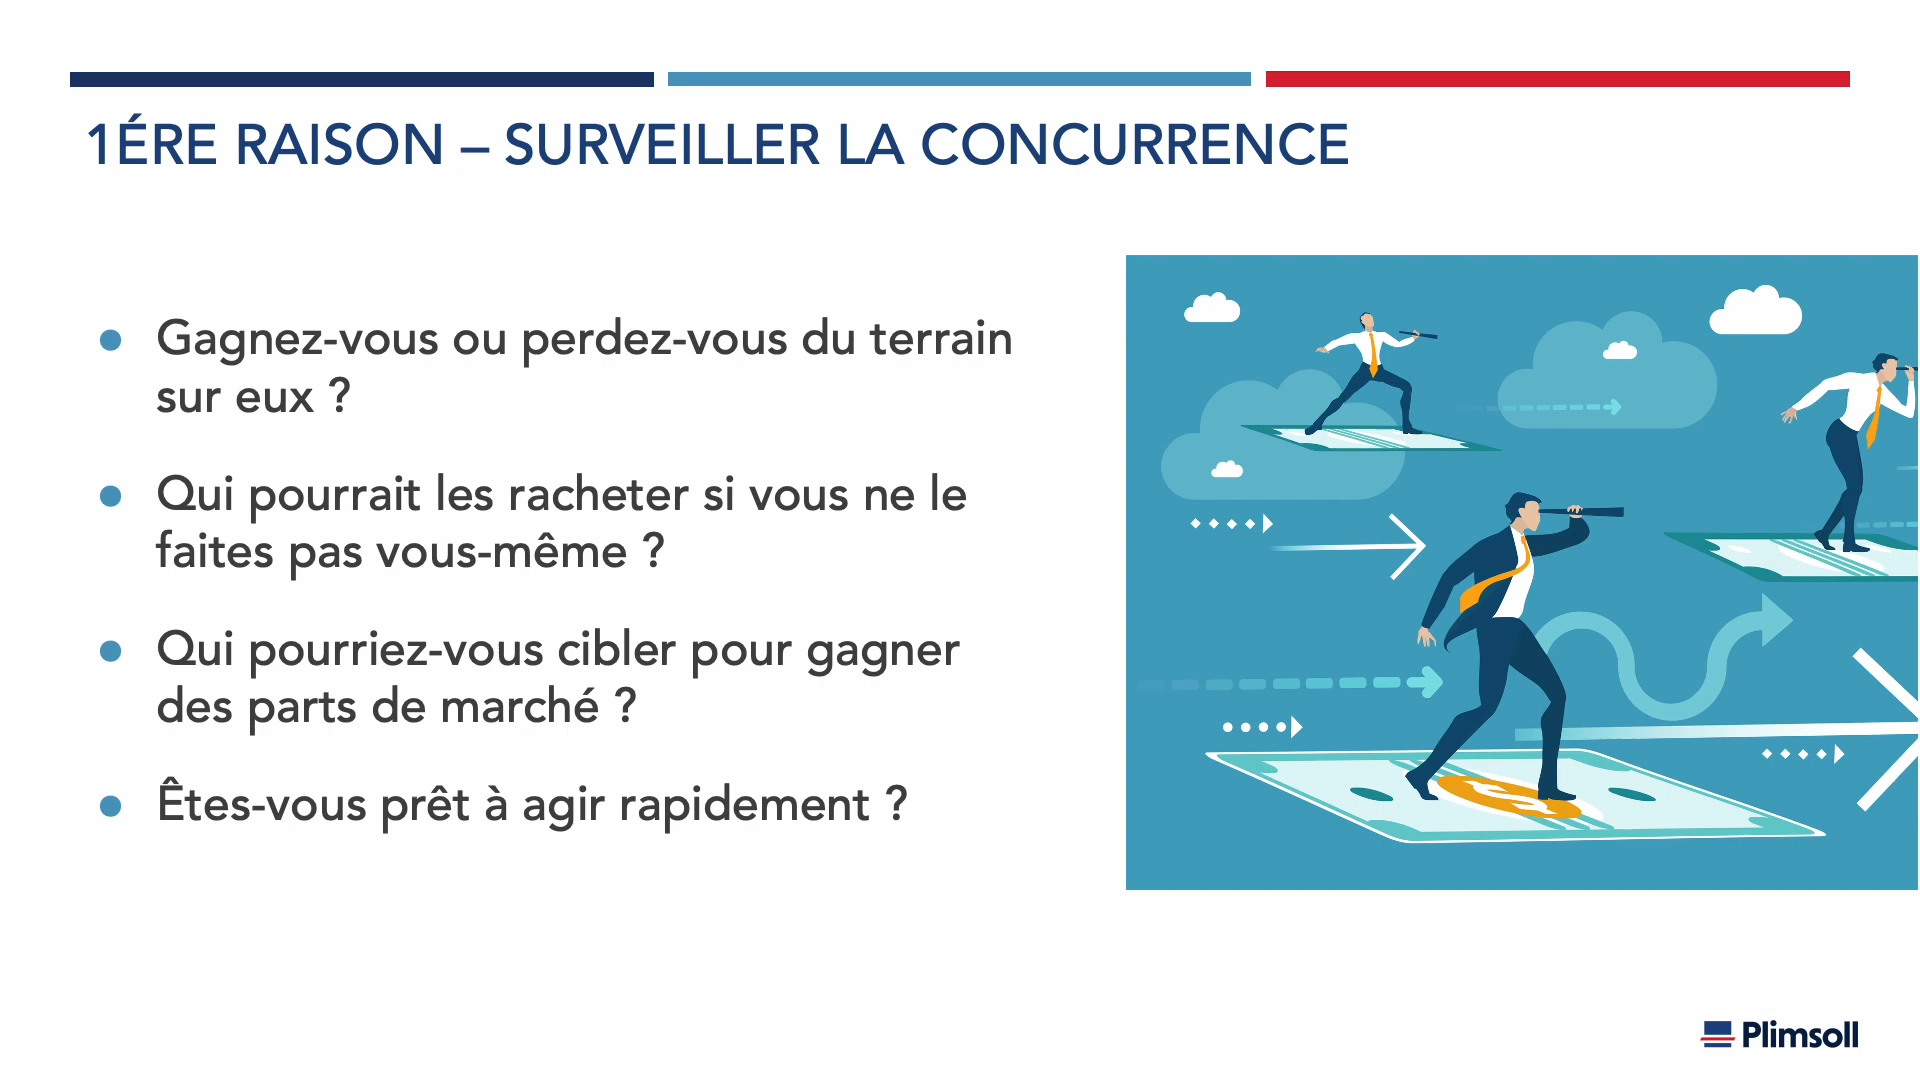 1ÉRE RAISON – SURVEILLER LA CONCURRENCE
Gagnez-vous ou perdez-vous du terrain
sur eux ?
Qui pourrait les racheter si vous ne le
faites pas vous-même ?
Qui pourriez-vous cibler pour gagner
des parts de marché ?
Êtes-vous prêt à agir rapidement ?
Plimsoll